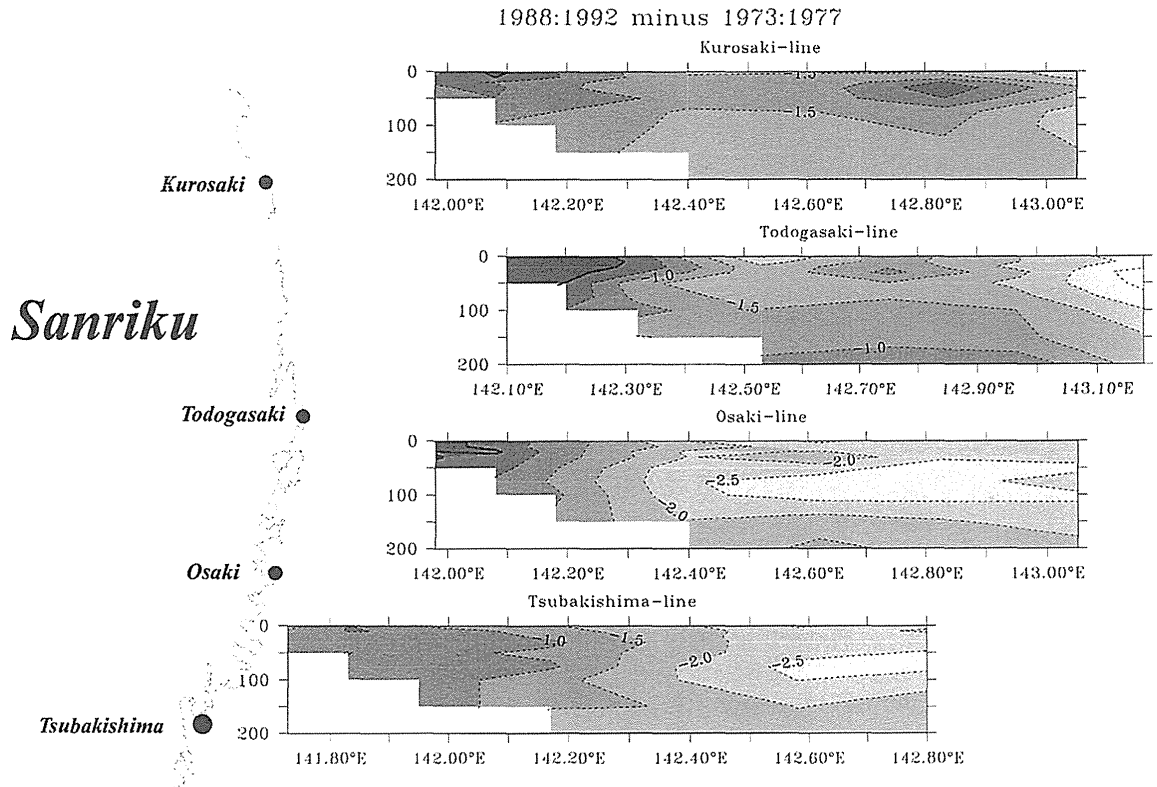 1988:1992 minus 1973:1977
Kurosaki-line
0
100
200
-1.5
-1.5
142.00°E 142.20°E 142.40°E 142.60°E 142.80°E 143.00°E
Todogasaki-line
0
100
200
-1.0
-1.5
-1.0
142.10°E 142.30°E 142.50°E 142.70°E 142.90°E 143.10°E
Osaki-line
0
100
200
-2.0
-2.5
-2.0
142.00°E 142.20°E 142.40°E 142.60°E 142.80°E 143.00°E
Tsubakishima-line
0
100
200
1.0
-1.5
-2.0
-2.5
141.80°E 142.00°E 142.20°E 142.40°E 142.60°E 142.80°E
Kurosaki
Sanriku
Todogasaki
Osaki
Tsubakishima